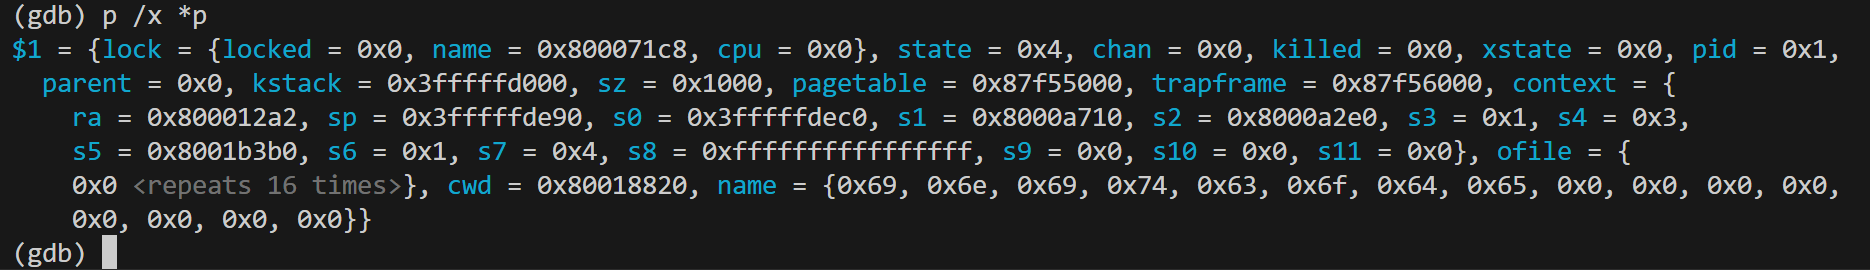 (gdb) p /x *p
$1 = {lock = {locked = 0x0, name = 0x800071c8, cpu = 0x0}, state = 0x4, chan = 0x0, killed = 0x0, xstate = 0x0, pid = 0x1,
parent = 0x0, kstack = 0x3fffffd000, sz = 0x1000, pagetable = 0x87f55000, trapframe = 0x87f56000, context = {
ra = 0x800012a2, sp = 0x3fffffde90, s0 = 0x3fffffdec0, s1 = 0x8000a710, s2 = 0x8000a2e0, s3 = 0x1, s4 = 0x3,
s5 = 0x8001b3b0, s6 = 0x1, s7 = 0x4, s8 = 0xffffffffffffffff, s9 = 0x0, s10 = 0x0, s11 = 0x0}, ofile = {
0x0 <repeats 16 times>}, cwd = 0x80018820, name = {0x69, 0x6e, 0x69, 0x74, 0x63, 0x6f, 0x64, 0x65, 0x0, 0x0, 0x0, 0x0,
0x0, 0x0, 0x0, 0x0}}
(gdb)